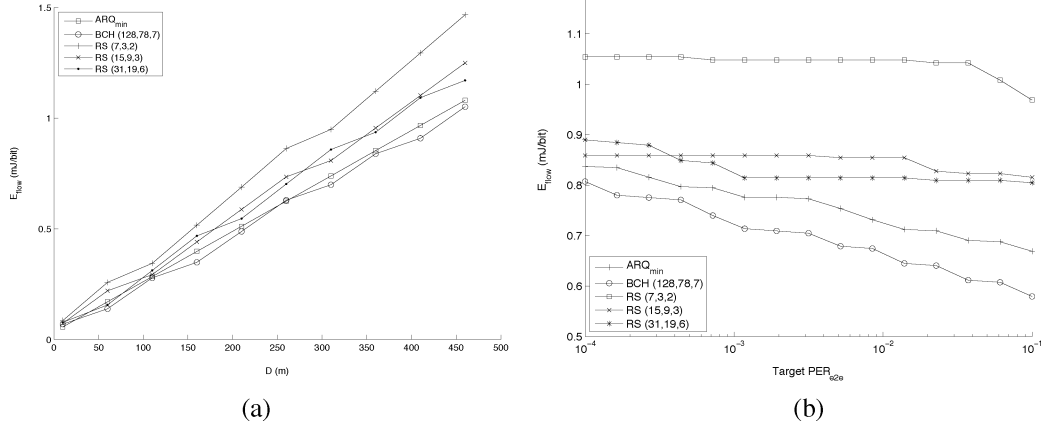 1.5
1
0.5
0
E_flow (mJ/bit)
ARQ_min
BCH (128,78,7)
RS (7,3,2)
RS (15,9,3)
RS (31,19,6)
0 50 100 150 200 250 300 350 400 450 500
D (m)
(a)
1.1
1
0.9
0.8
0.7
0.6
0.5
E_flow (mJ/bit)
ARQ_min
BCH (128,78,7)
RS (7,3,2)
RS (15,9,3)
RS (31,19,6)
10^-4 10^-3 10^-2 10^-1
Target PER_e2e
(b)